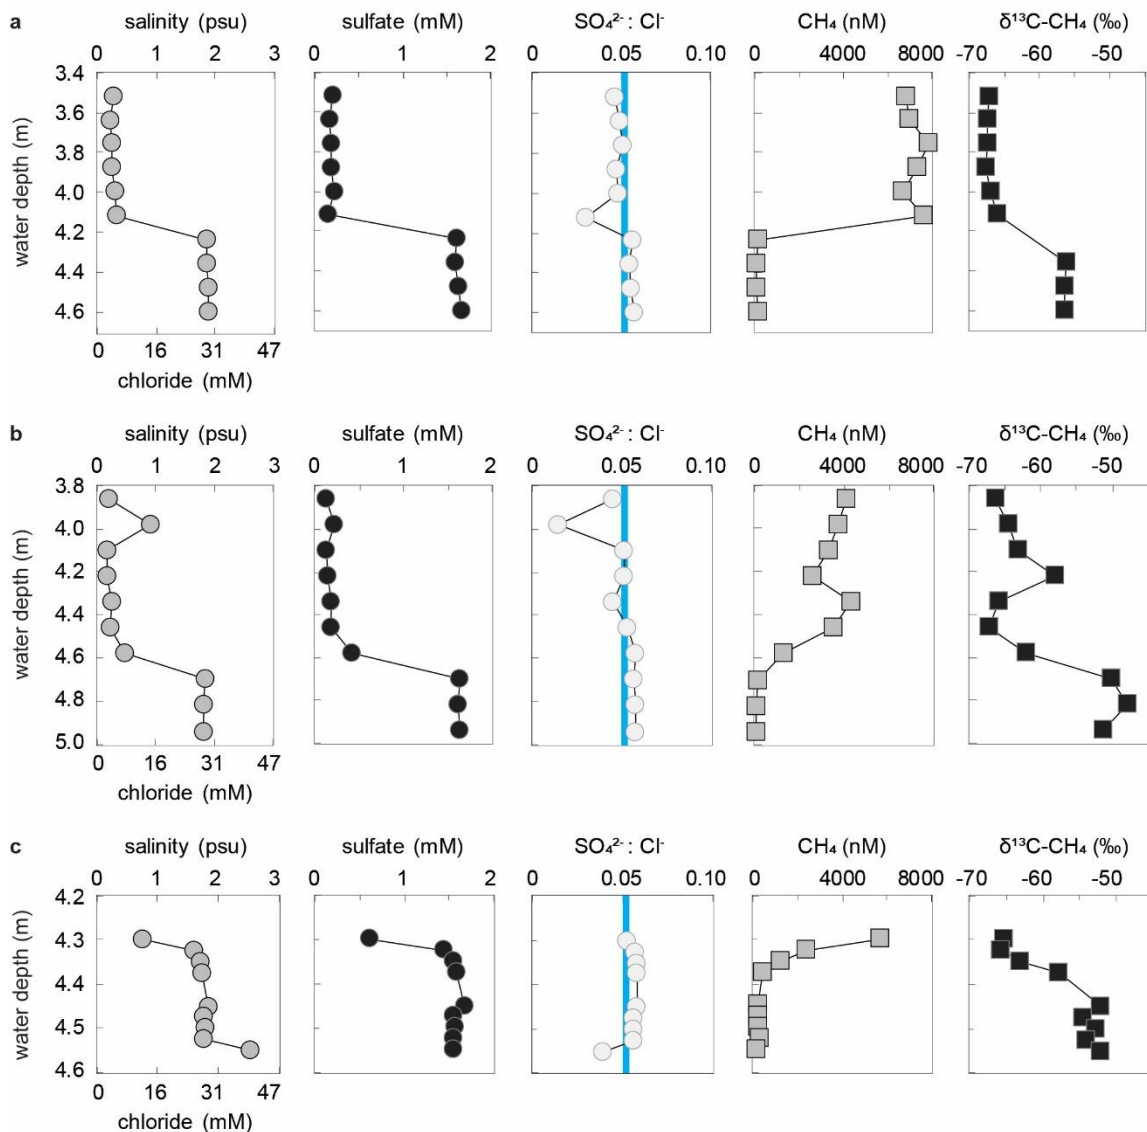 a salinity (psu) sulfate (mM) SO₄²⁻ : Cl⁻ CH₄ (nM) δ¹³C-CH₄ (‰)
0 1 2 3 0 1 2 0 0.05 0.10 0 4000 8000 -70 -60 -50
3.4
3.6
3.8
4.0
4.2
4.4
4.6
water depth (m)
0 16 31 47
chloride (mM)
b salinity (psu) sulfate (mM) SO₄²⁻ : Cl⁻ CH₄ (nM) δ¹³C-CH₄ (‰)
0 1 2 3 0 1 2 0 0.05 0.10 0 4000 8000 -70 -60 -50
3.8
4.0
4.2
4.4
4.6
4.8
5.0
water depth (m)
0 16 31 47
chloride (mM)
c salinity (psu) sulfate (mM) SO₄²⁻ : Cl⁻ CH₄ (nM) δ¹³C-CH₄ (‰)
0 1 2 3 0 1 2 0 0.05 0.10 0 4000 8000 -70 -60 -50
4.2
4.3
4.4
4.5
4.6
water depth (m)
0 16 31 47
chloride (mM)